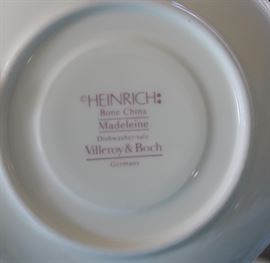 ©HEINRICH:
Bone China
Madeleine
Dishwasher-safe
Villeroy & Boch
Germany